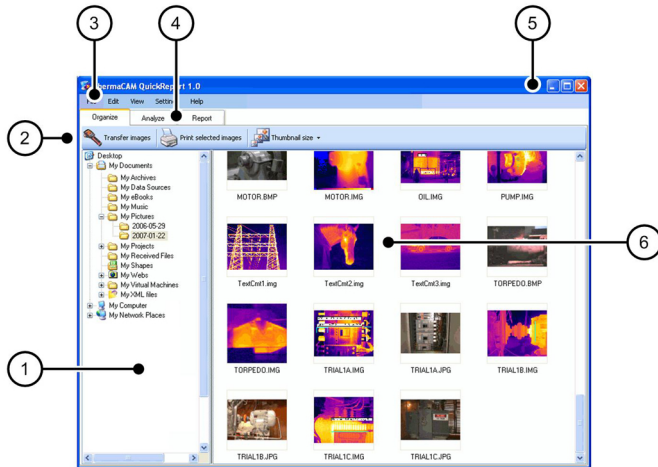 3
4
5
ThermaCAM QuickReport 1.0
File Edit View Settings Help
Organize Analyze Report
2
Transfer images Print selected images Thumbnail size
Desktop
My Documents
My Archives
My Data Sources
My eBooks
My Music
My Pictures
2006-05-29
2007-01-22
My Projects
My Received Files
My Shapes
My Webs
My Virtual Machines
My XML files
My Computer
My Network Places
1
MOTOR.BMP MOTOR.IMG OIL.IMG PUMP.IMG
TextCmt1.img TextCmt2.img TextCmt3.img TORPEDO.BMP
6
TORPEDO.IMG TRIAL1A.IMG TRIAL1A.JPG TRIAL1B.IMG
TRIAL1B.JPG TRIAL1C.IMG TRIAL1C.JPG